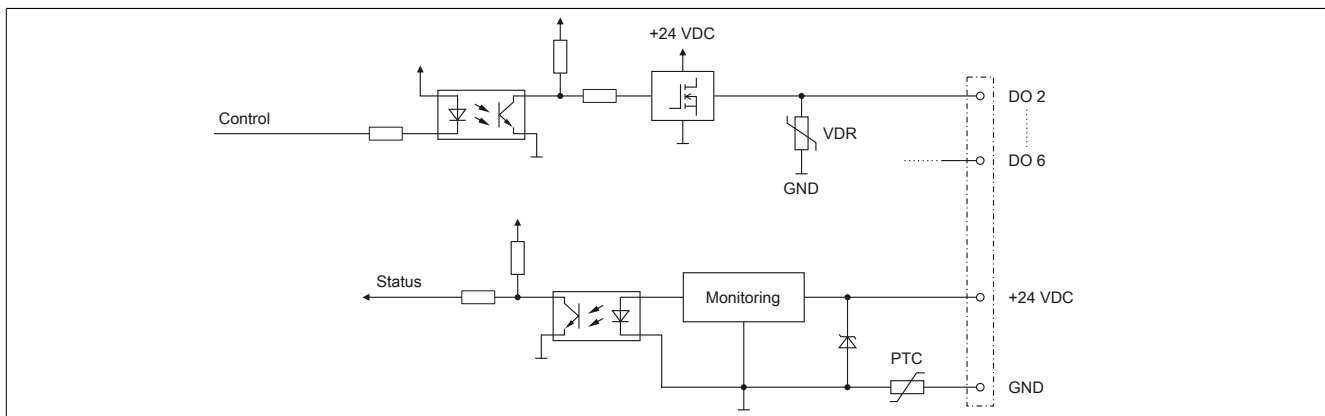 +24 VDC
Control
DO 2
VDR
DO 6
GND
Status
Monitoring
+24 VDC
PTC
GND